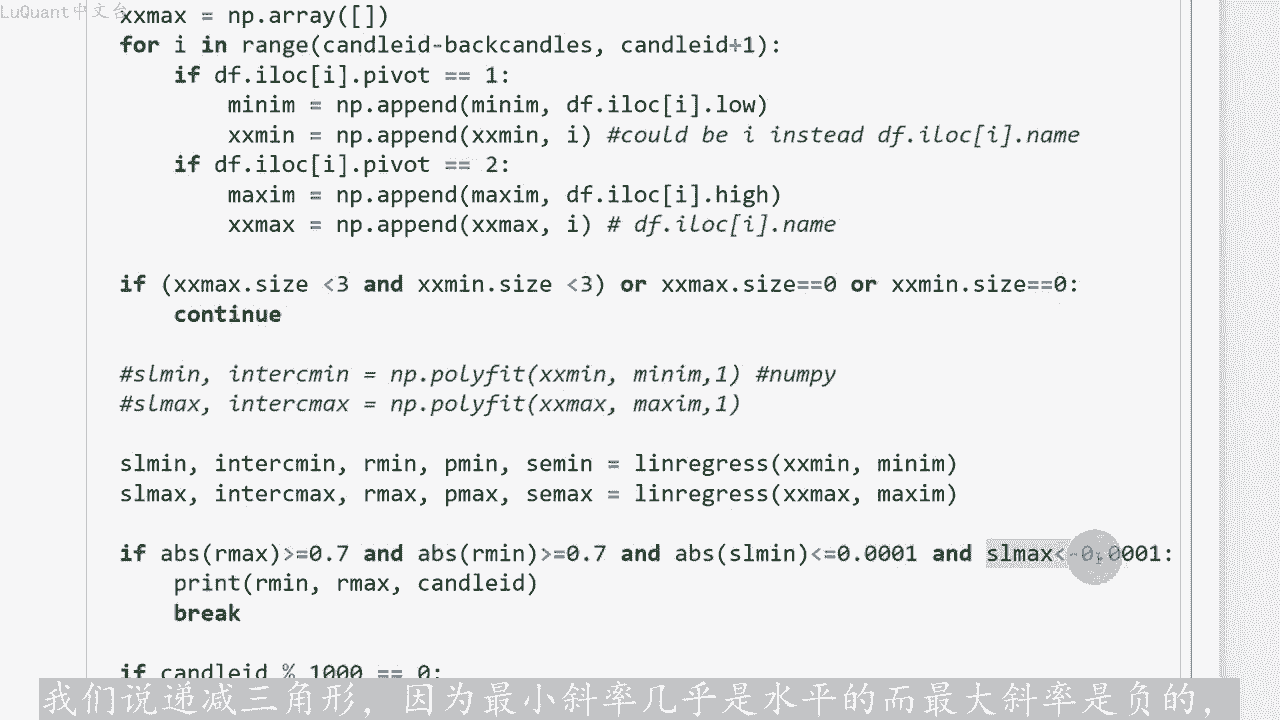 LuQuant中文台
xxmax = np.array([])
for i in range(candleid-backcandles, candleid+1):
    if df.iloc[i].pivot == 1:
        minim = np.append(minim, df.iloc[i].low)
        xxmin = np.append(xxmin, i) #could be i instead df.iloc[i].name
    if df.iloc[i].pivot == 2:
        maxim = np.append(maxim, df.iloc[i].high)
        xxmax = np.append(xxmax, i) # df.iloc[i].name
if (xxmax.size <3 and xxmin.size <3) or xxmax.size==0 or xxmin.size==0:
    continue
#slmin, intercmin = np.polyfit(xxmin, minim,1) #numpy
#slmax, intercmax = np.polyfit(xxmax, maxim,1)
slmin, intercmin, rmin, pmin, semin = linregress(xxmin, minim)
slmax, intercmax, rmax, pmax, semax = linregress(xxmax, maxim)
if abs(rmax)>=0.7 and abs(rmin)>=0.7 and abs(slmin)<=0.0001 and slmax<-0.0001:
    print(rmin, rmax, candleid)
    break
if candleid % 1000 == 0:
我们说递减三角形，因为最小斜率几乎是水平的而最大斜率是负的，